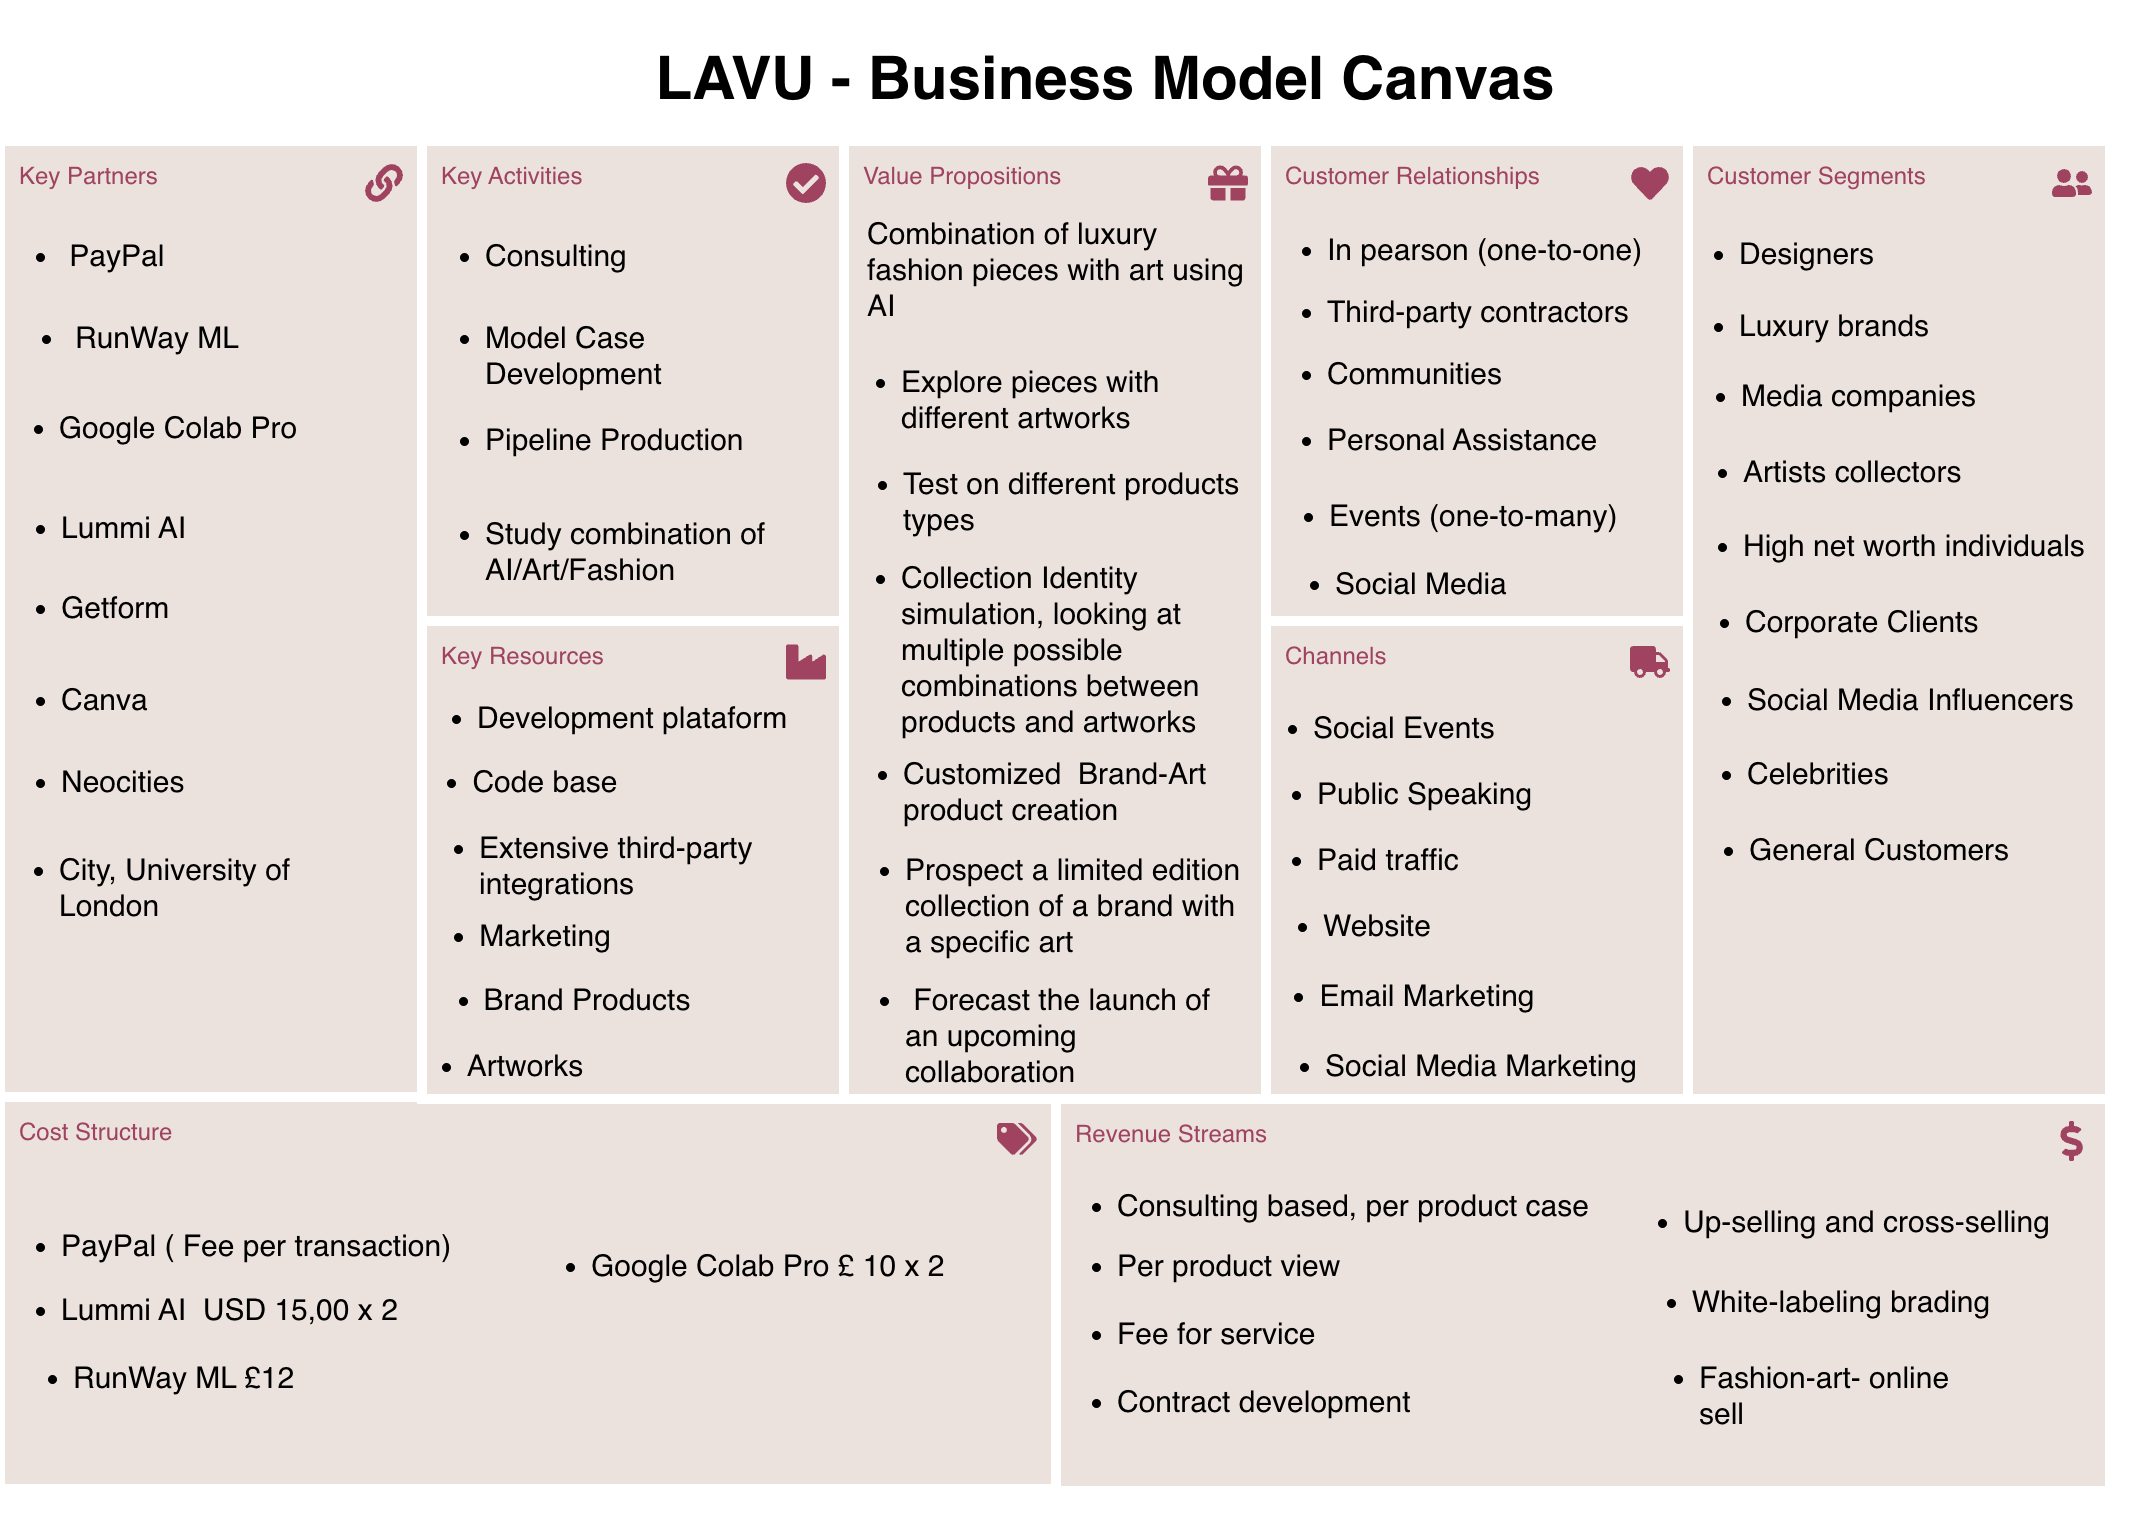 LAVU - Business Model Canvas
Key Partners
• PayPal
• RunWay ML
• Google Colab Pro
• Lummi AI
• Getform
• Canva
• Neocities
• City, University of
London
Key Activities
• Consulting
• Model Case
Development
• Pipeline Production
• Study combination of
AI/Art/Fashion
Key Resources
• Development plataform
• Code base
• Extensive third-party
integrations
• Marketing
• Brand Products
• Artworks
Value Propositions
Combination of luxury
fashion pieces with art using
AI
• Explore pieces with
different artworks
• Test on different products
types
• Collection Identity
simulation, looking at
multiple possible
combinations between
products and artworks
• Customized  Brand-Art
product creation
• Prospect a limited edition
collection of a brand with
a specific art
• Forecast the launch of
an upcoming
collaboration
Customer Relationships
• In pearson (one-to-one)
• Third-party contractors
• Communities
• Personal Assistance
• Events (one-to-many)
• Social Media
Channels
• Social Events
• Public Speaking
• Paid traffic
• Website
• Email Marketing
• Social Media Marketing
Customer Segments
• Designers
• Luxury brands
• Media companies
• Artists collectors
• High net worth individuals
• Corporate Clients
• Social Media Influencers
• Celebrities
• General Customers
Cost Structure
• PayPal ( Fee per transaction)
• Lummi AI  USD 15,00 x 2
• RunWay ML £12
• Google Colab Pro £ 10 x 2
Revenue Streams
• Consulting based, per product case
• Per product view
• Fee for service
• Contract development
• Up-selling and cross-selling
• White-labeling brading
• Fashion-art- online
sell